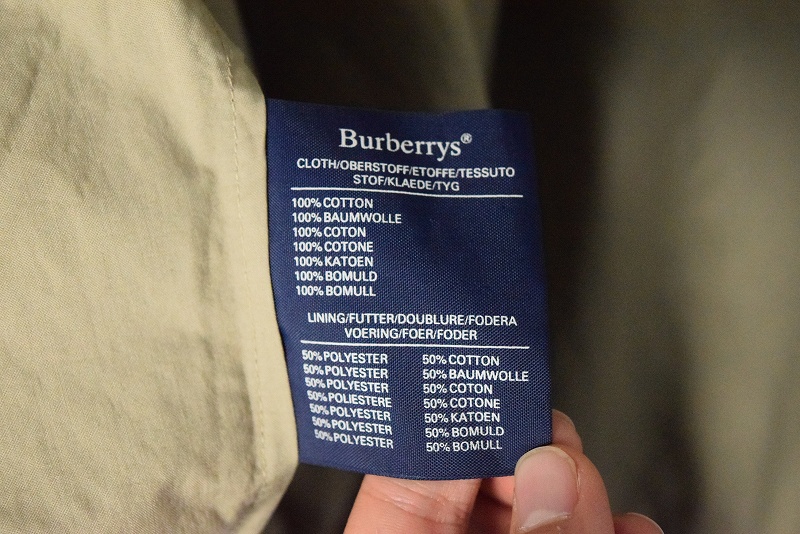 Burberrys®
CLOTH/OBERSTOFF/ETOFFE/TESSUTO
STOF/KLAEDE/TYG
100% COTTON
100% BAUMWOLLE
100% COTON
100% COTONE
100% KATOEN
100% BOMULD
100% BOMULL
LINING/FUTTER/DOUBLURE/FODERA
VOERING/FOER/FODER
50% POLYESTER 50% COTTON
50% POLYESTER 50% BAUMWOLLE
50% POLYESTER 50% COTON
50% POLIESTERE 50% COTONE
50% POLYESTER 50% KATOEN
50% POLYESTER 50% BOMULD
50% POLYESTER 50% BOMULL